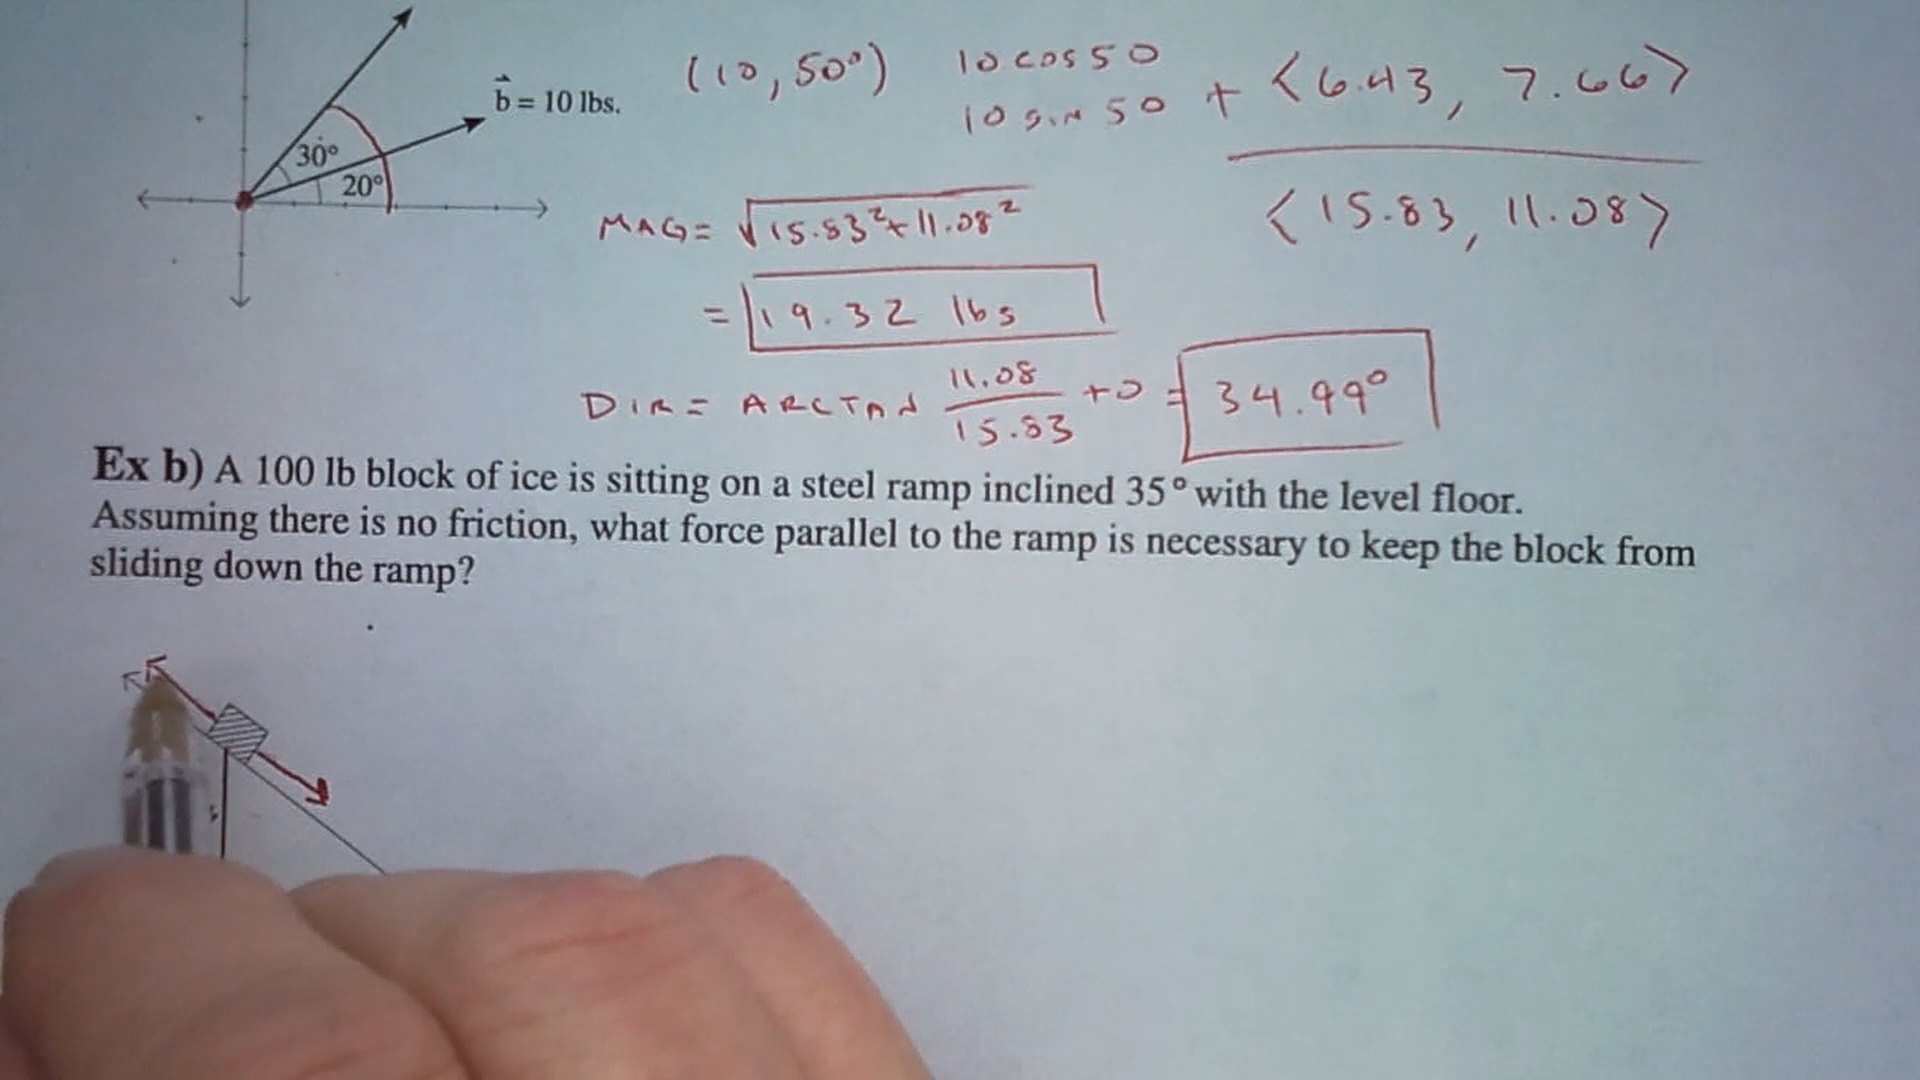 (10, 50°) 10 cos 50
10 sin 50 + <6.43, 7.66>
b = 10 lbs.
30°
20°
<15.83, 11.08>
MAG = √15.83² + 11.08²
= 19.32 lbs
DIR = ARCTAN 11.08/15.83 + 0 = 34.99°
Ex b) A 100 lb block of ice is sitting on a steel ramp inclined 35° with the level floor.
Assuming there is no friction, what force parallel to the ramp is necessary to keep the block from
sliding down the ramp?